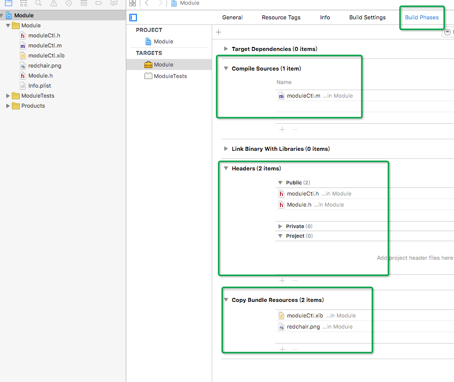 Module
General
Resource Tags
Info
Build Settings
Build Phases
Module
Module
moduleCtl.h
moduleCtl.m
moduleCtl.xib
redchair.png
Module.h
Info.plist
ModuleTests
Products
PROJECT
Module
TARGETS
Module
ModuleTests
Target Dependencies (0 items)
Compile Sources (1 item)
Name
moduleCtl.m ...in Module
Link Binary With Libraries (0 items)
Headers (2 items)
Public (2)
moduleCtl.h ...in Module
Module.h ...in Module
Private (0)
Project (0)
Add project header files here
Copy Bundle Resources (2 items)
moduleCtl.xib ...in Module
redchair.png ...in Module